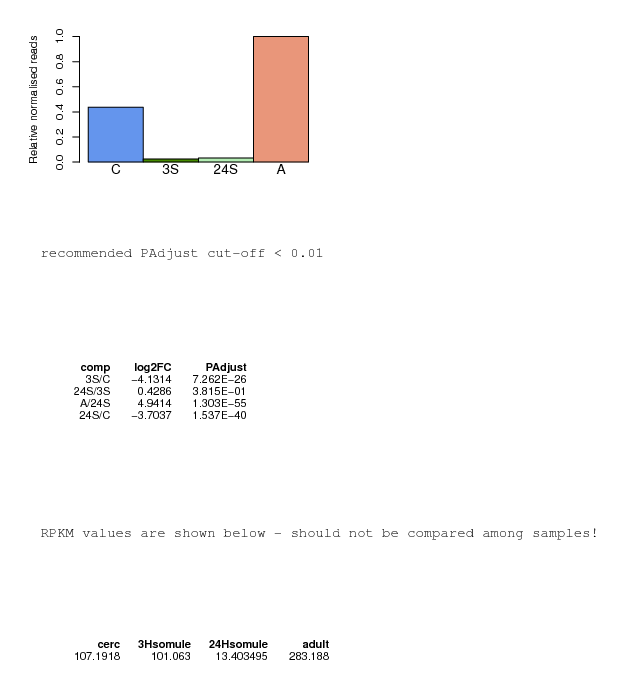 Relative normalised reads
1.0
0.8
0.6
0.4
0.2
0.0
C 3S 24S A
recommended PAdjust cut-off < 0.01
comp log2FC PAdjust
3S/C −4.1314 7.262E−26
24S/3S 0.4286 3.815E−01
A/24S 4.9414 1.303E−55
24S/C −3.7037 1.537E−40
RPKM values are shown below - should not be compared among samples!
cerc 3Hsomule 24Hsomule adult
107.1918 101.063 13.403495 283.188